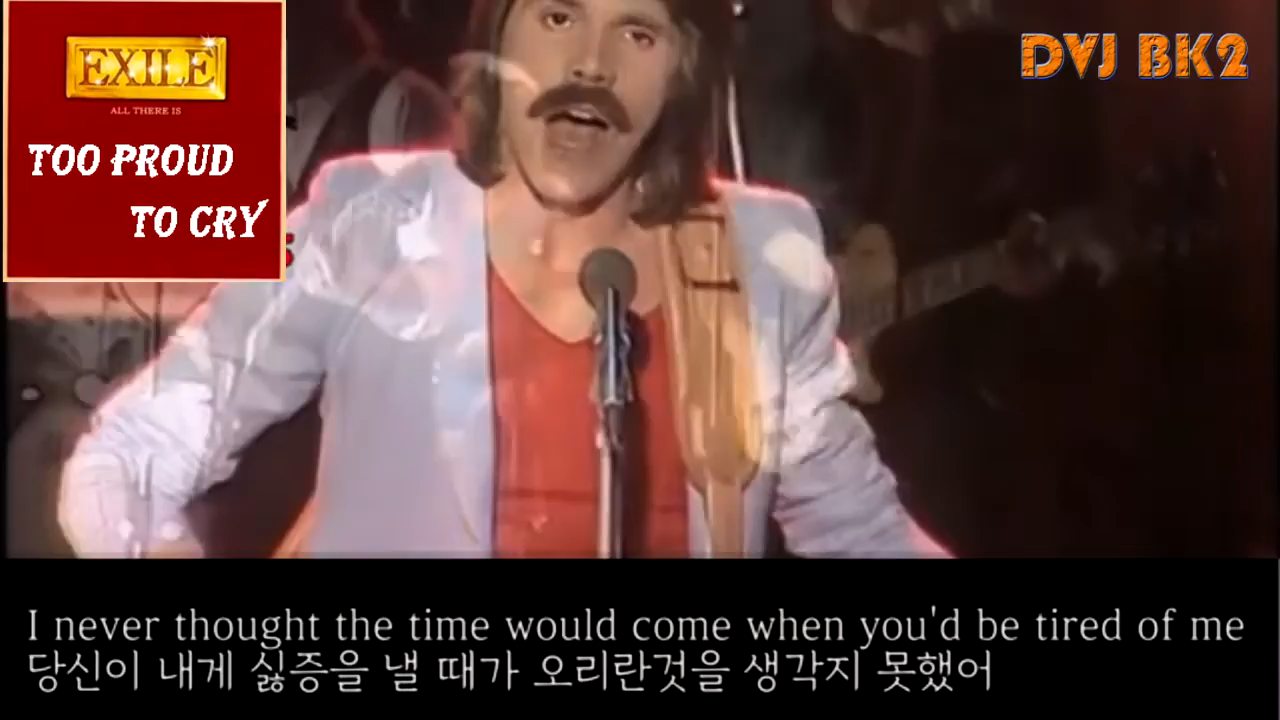 EXILE
ALL THERE IS
TOO PROUD
TO CRY
DVJ BK2
I never thought the time would come when you'd be tired of me
당신이 내게 싫증을 낼 때가 오리란것을 생각지 못했어